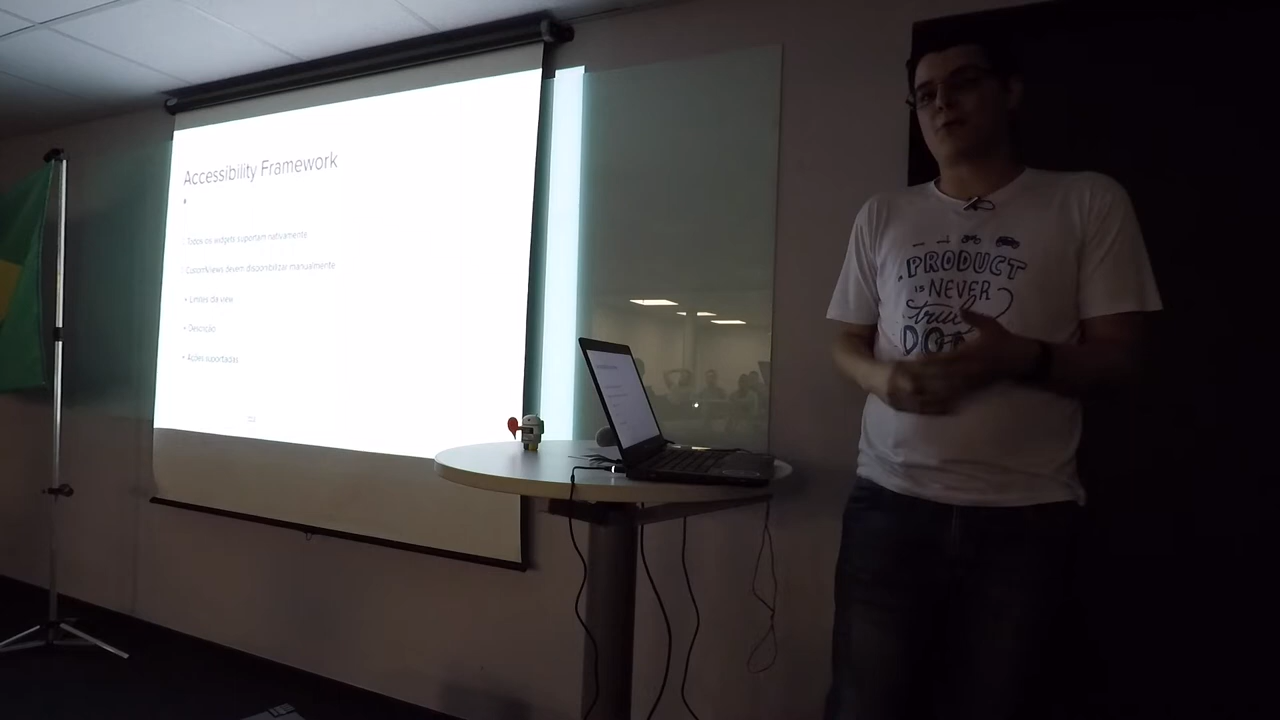 Accessibility Framework
Todos os widgets suportam nativamente
CustomViews devem disponibilizar manualmente
• Limites da view
• Descrição
• Ações suportadas
PRODUCT
IS NEVER
truly